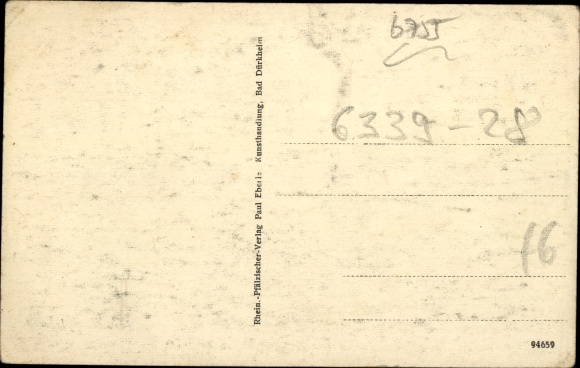 6755
6339-28
16
Rhein.-Pfälzischer-Verlag Paul Eberle Kunsthandlung, Bad Dürkheim
94659